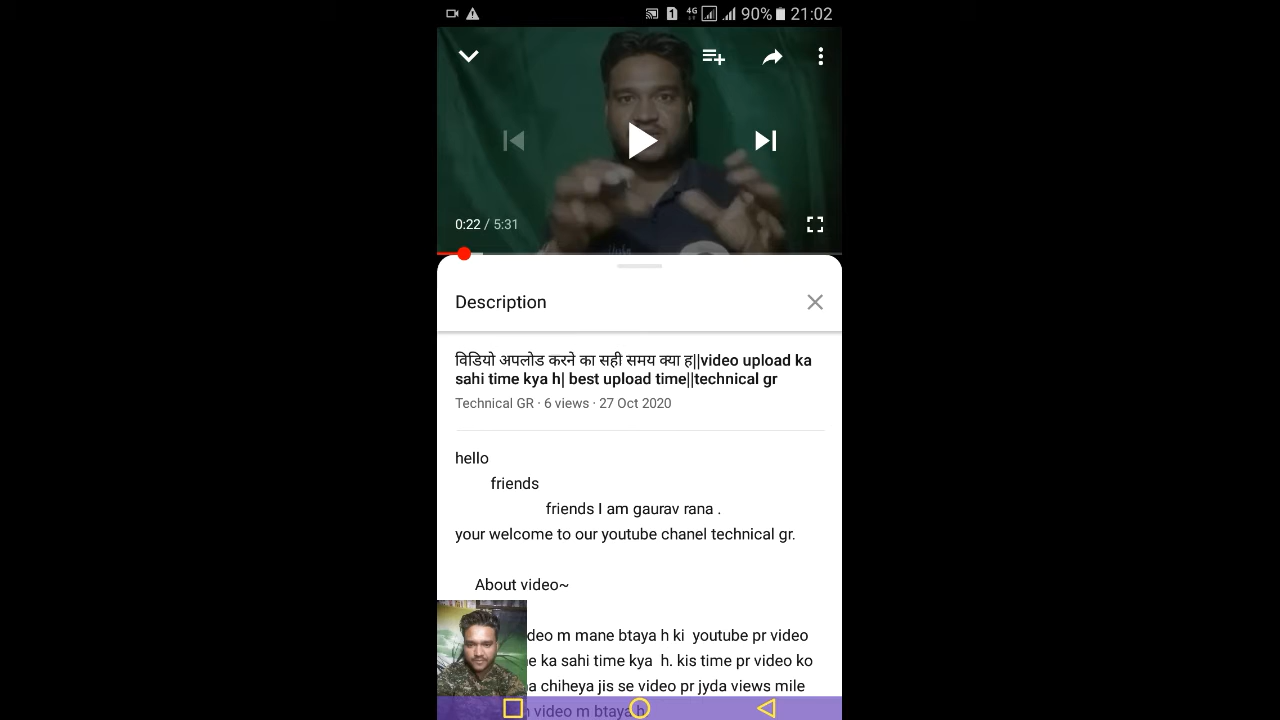 4G 1 90% 21:02
0:22 / 5:31
Description
विडियो अपलोड करने का सही समय क्या ह||video upload ka
sahi time kya h| best upload time||technical gr
Technical GR · 6 views · 27 Oct 2020
hello
friends
friends I am gaurav rana .
your welcome to our youtube chanel technical gr.
About video~
deo m mane btaya h ki youtube pr video
e ka sahi time kya h. kis time pr video ko
a chiheya jis se video pr jyda views mile
video m btaya h